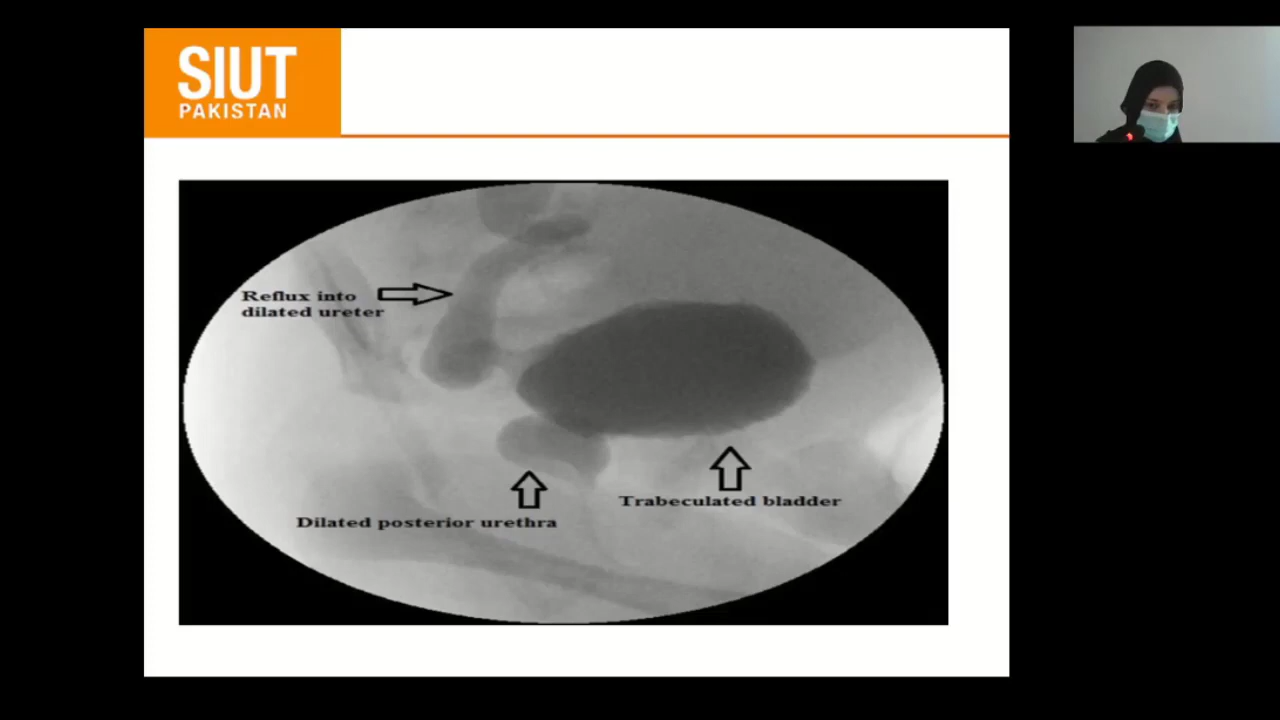 SIUT
PAKISTAN
Reflux into
dilated ureter
Trabeculated bladder
Dilated posterior urethra